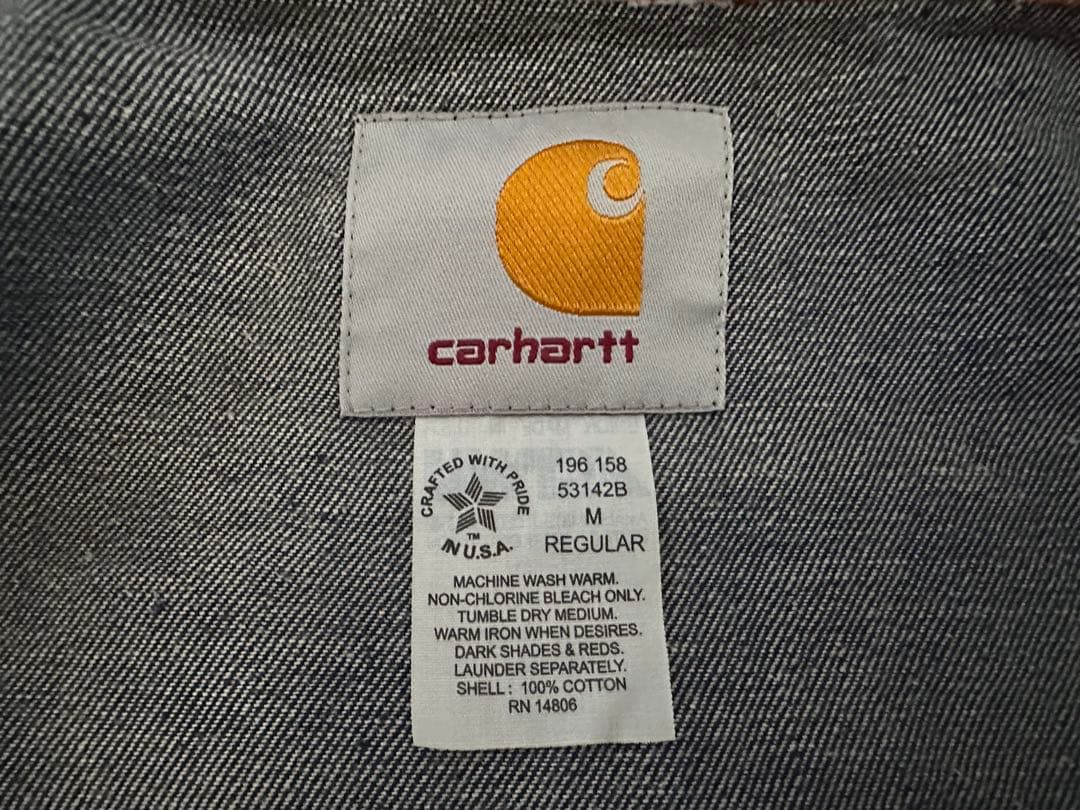 carhartt
CRAFTED WITH PRIDE
TM
IN U.S.A.
196 158
53142B
M
REGULAR
MACHINE WASH WARM.
NON-CHLORINE BLEACH ONLY.
TUMBLE DRY MEDIUM.
WARM IRON WHEN DESIRES.
DARK SHADES & REDS.
LAUNDER SEPARATELY.
SHELL : 100% COTTON
RN 14806